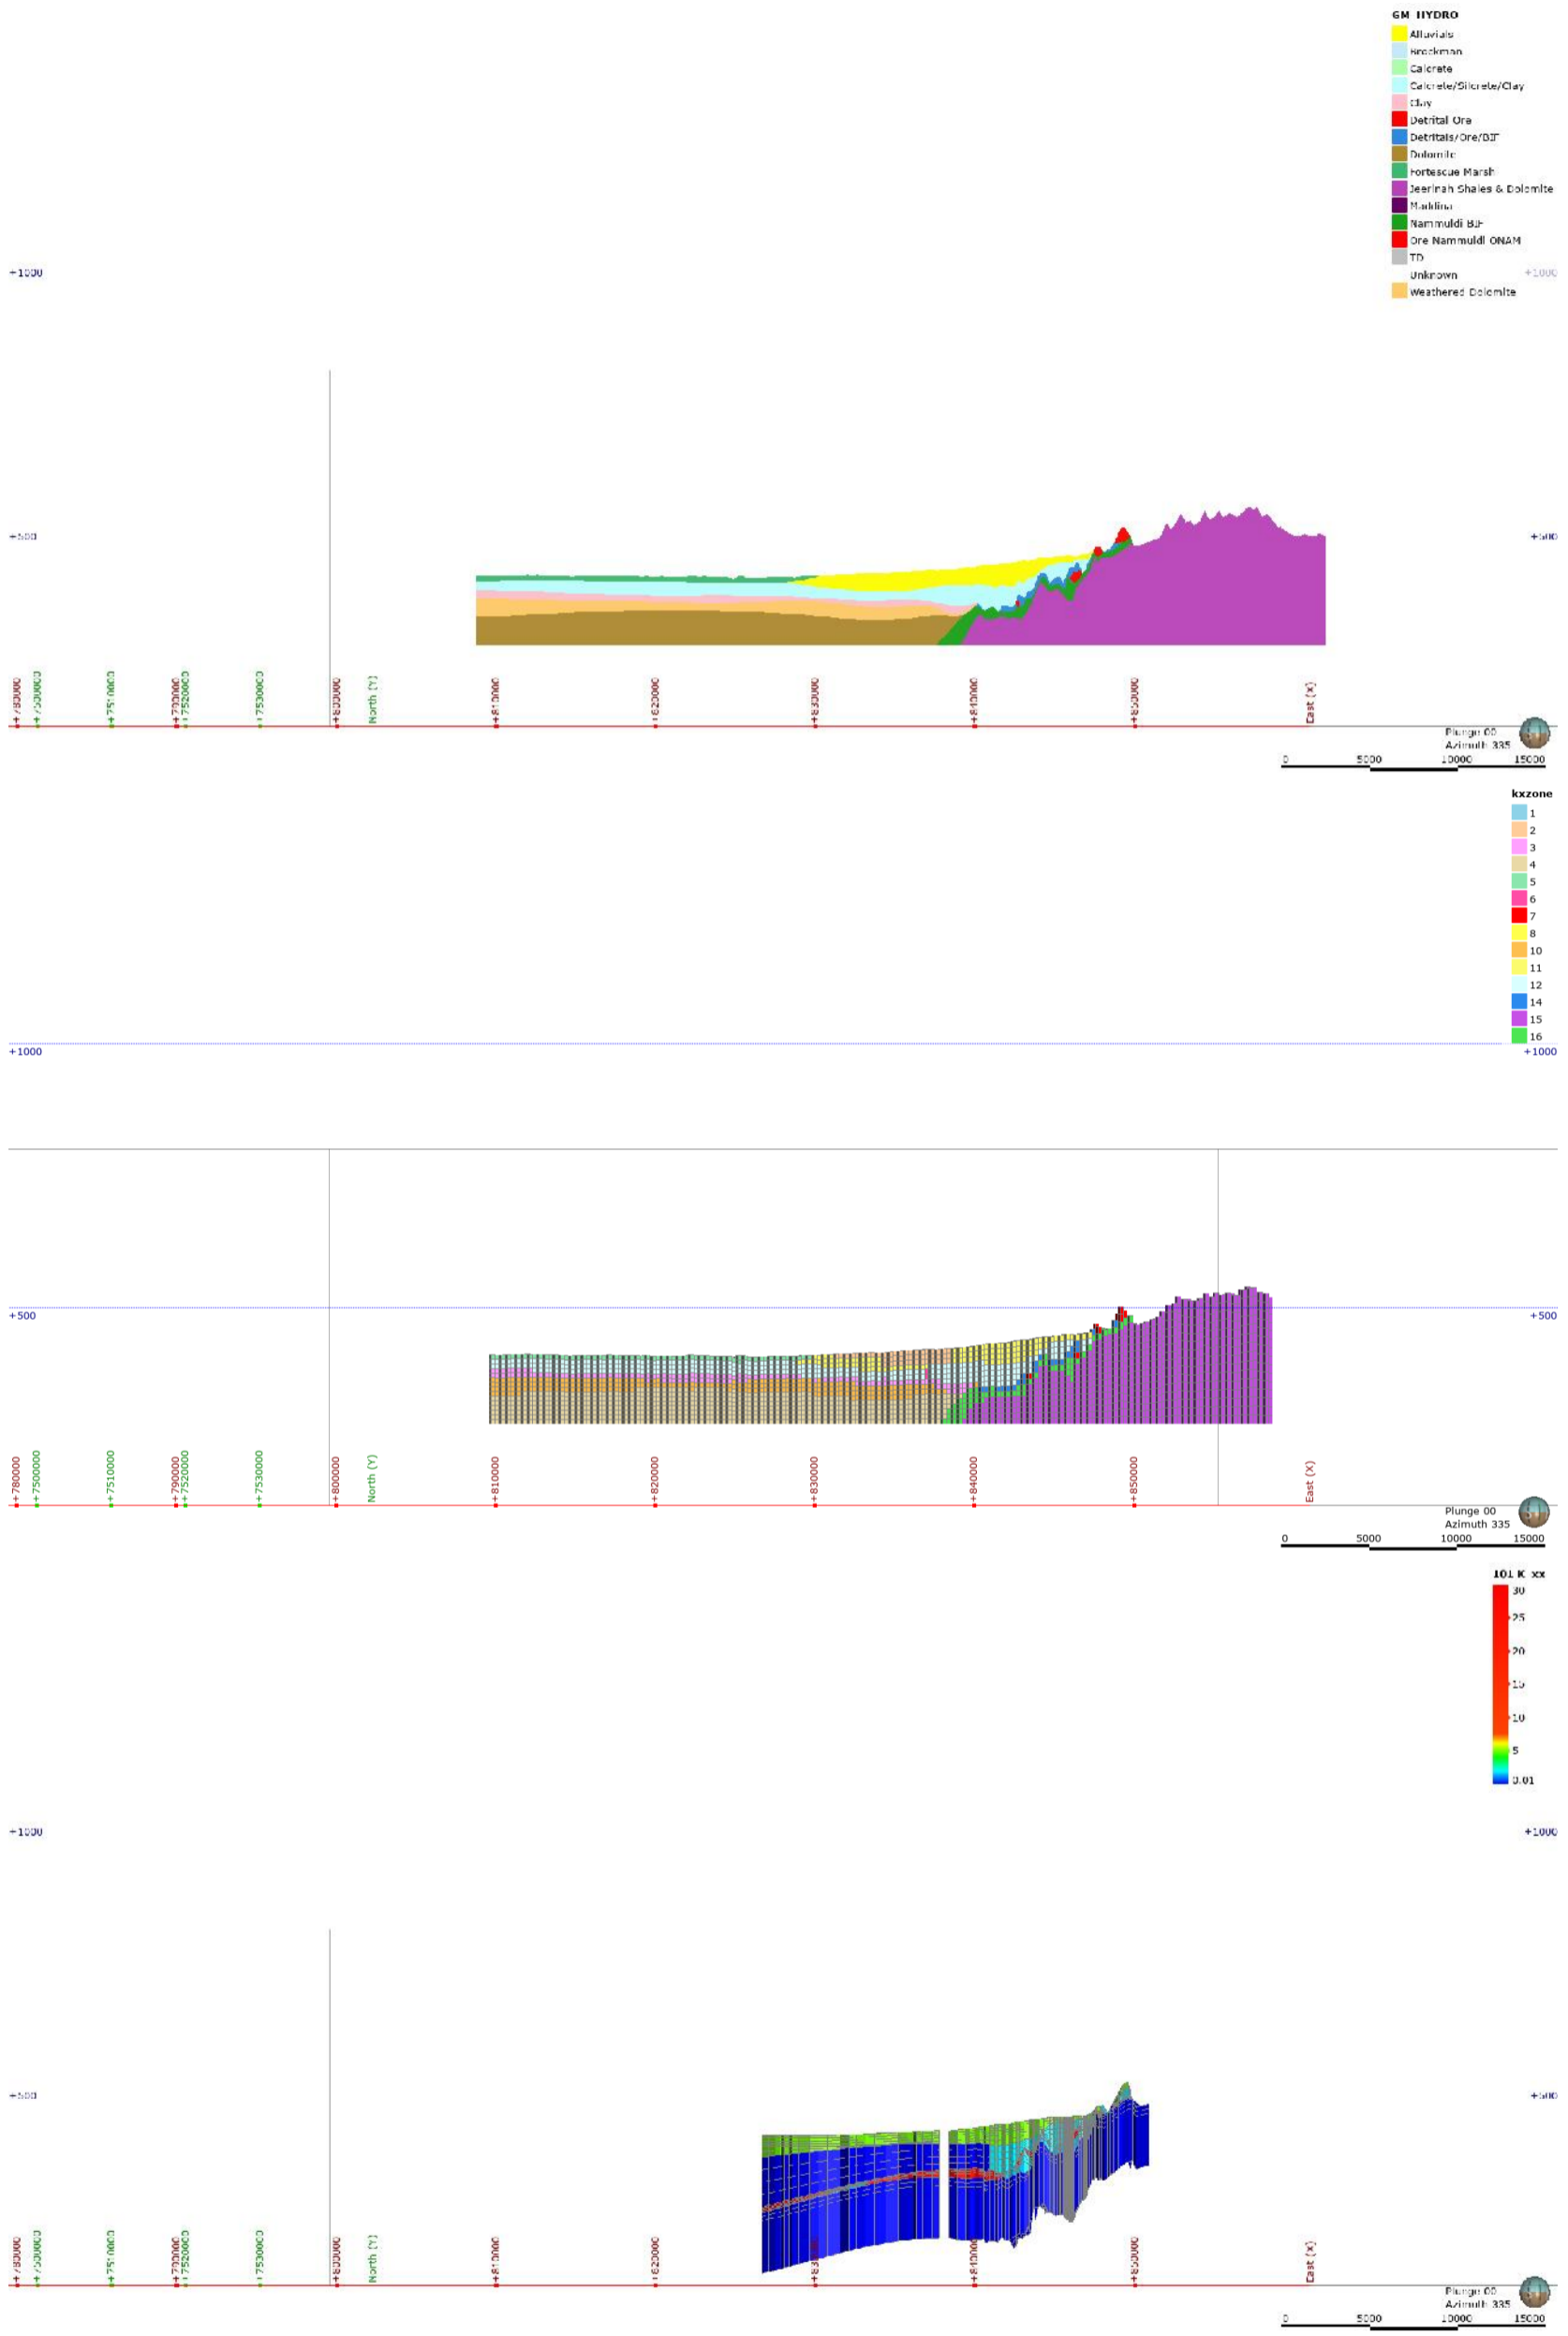 GM HYDRO
Alluvials
Brockman
Calcrete
Calcrete/Silcrete/Clay
Clay
Detrital Ore
Detritals/Ore/BIF
Dolomite
Fortescue Marsh
Jeerinah Shales & Dolomite
Maddina
Nammuldi BIF
Ore Nammuldi ONAM
TD
Unknown
Weathered Dolomite
+1000 +1000
+500 +500
+780000 +7500000 +7510000 +790000 +7520000 +7530000 +800000 North (Y) +810000 +820000 +830000 +840000 +850000 East (X)
Plunge 00
Azimuth 335
0 5000 10000 15000
kxzone
1
2
3
4
5
6
7
8
10
11
12
14
15
16
+1000 +1000
+500 +500
+780000 +7500000 +7510000 +790000 +7520000 +7530000 +800000 North (Y) +810000 +820000 +830000 +840000 +850000 East (X)
Plunge 00
Azimuth 335
0 5000 10000 15000
101 K xx
30
25
20
15
10
5
0.01
+1000 +1000
+500 +500
+780000 +7500000 +7510000 +790000 +7520000 +7530000 +800000 North (Y) +810000 +820000 +830000 +840000 +850000 East (X)
Plunge 00
Azimuth 335
0 5000 10000 15000